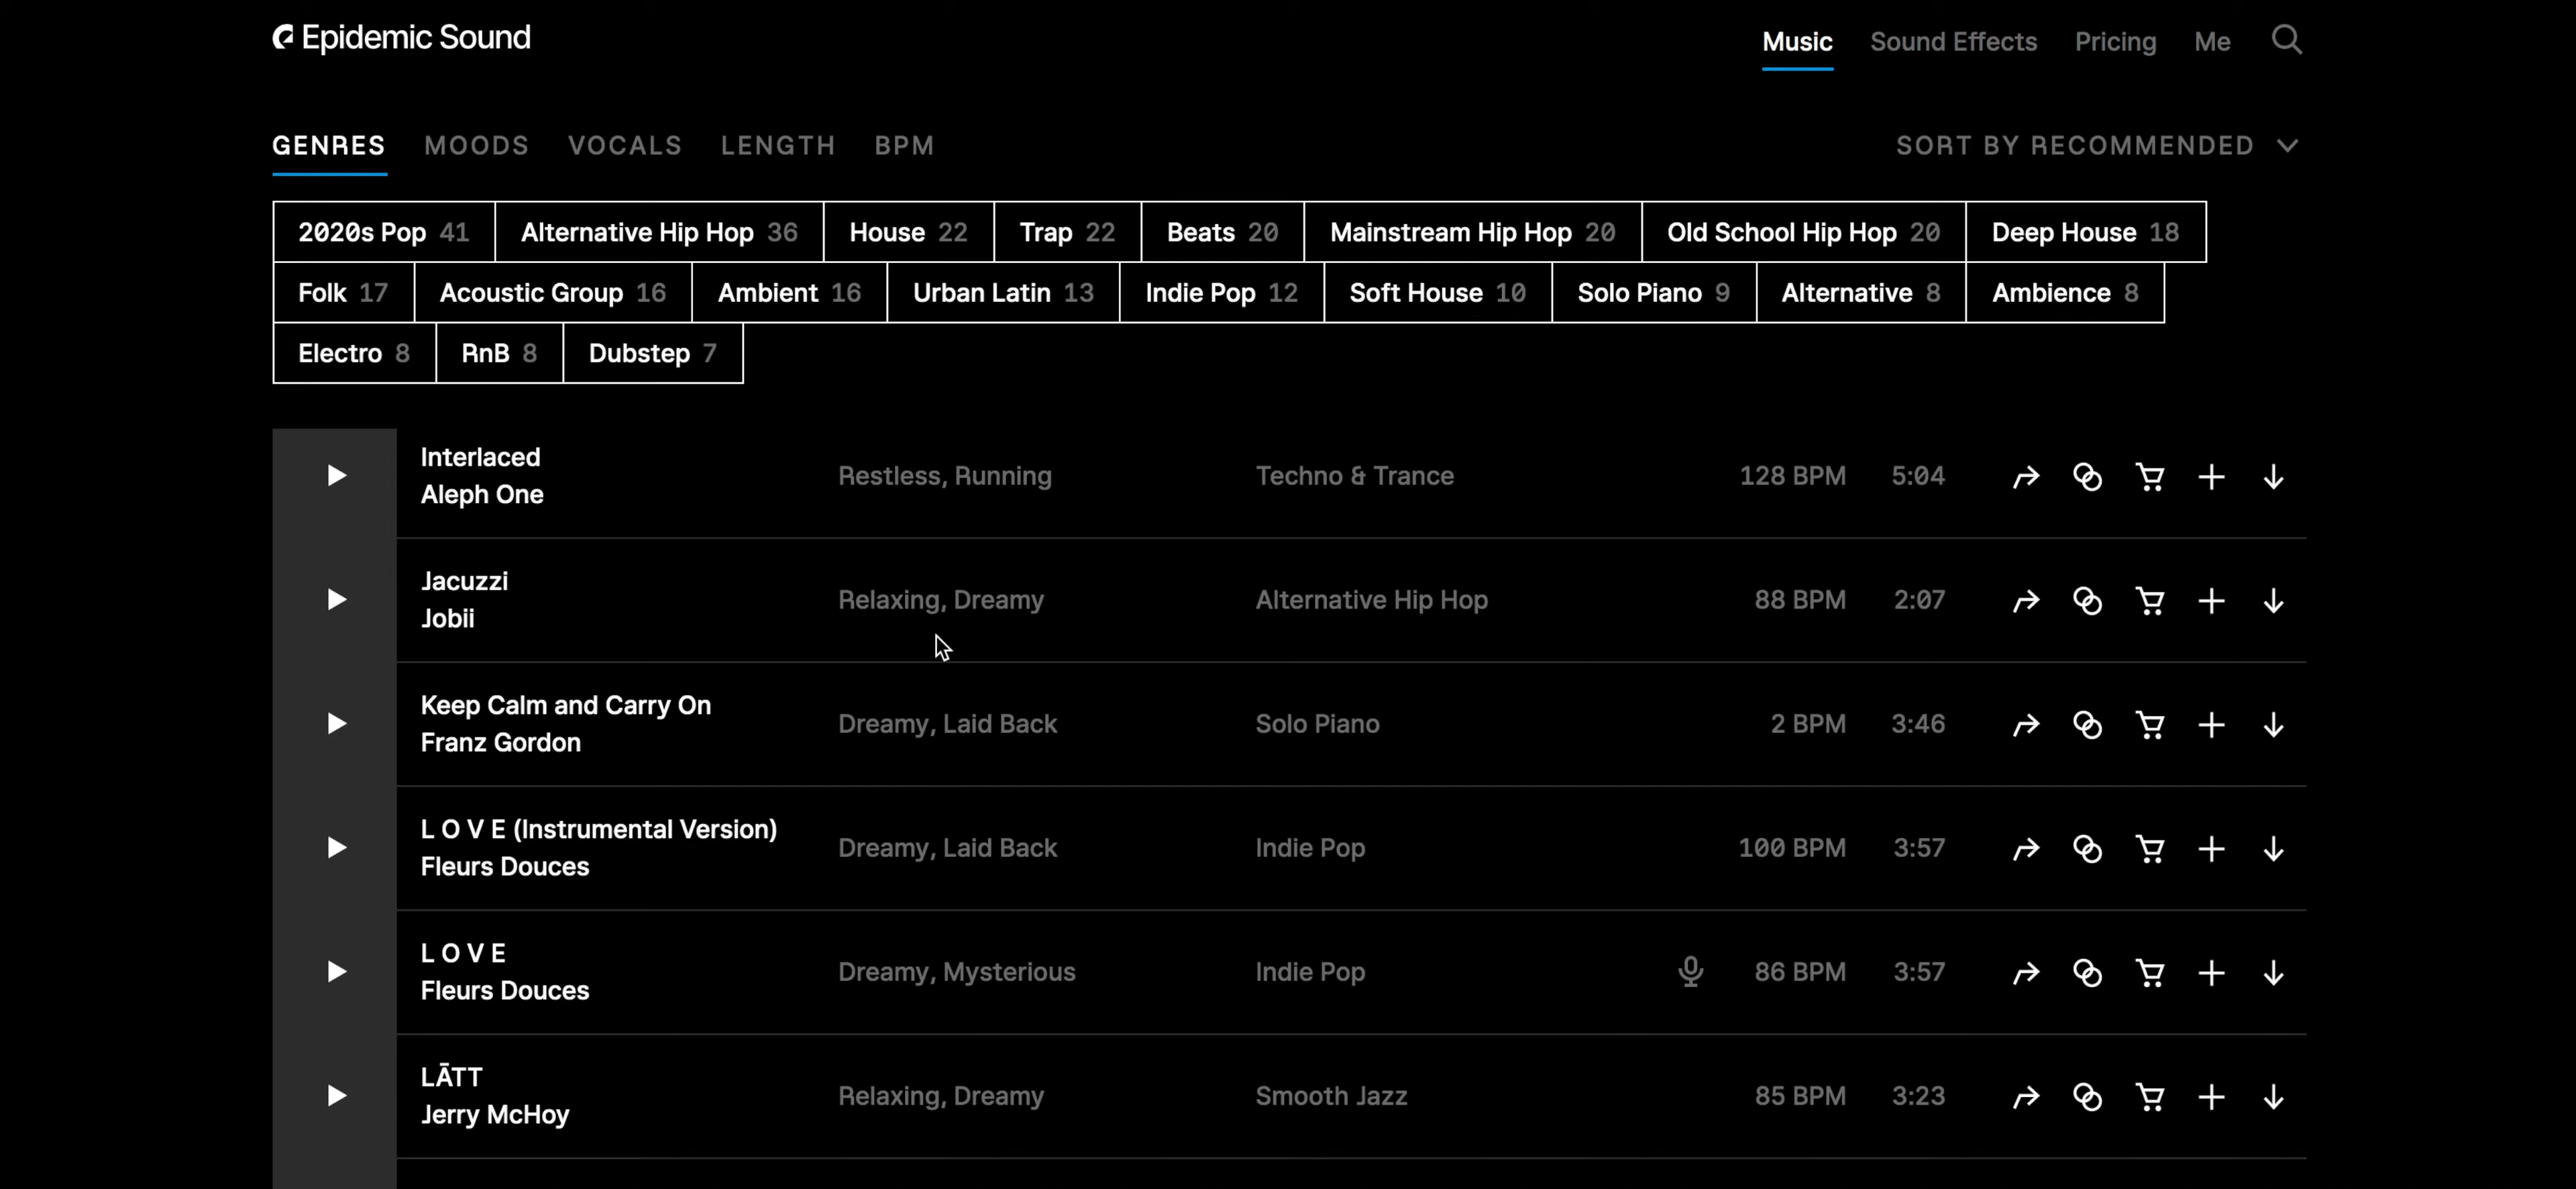 Epidemic Sound
Music Sound Effects Pricing Me
GENRES MOODS VOCALS LENGTH BPM SORT BY RECOMMENDED
2020s Pop 41 Alternative Hip Hop 36 House 22 Trap 22 Beats 20 Mainstream Hip Hop 20 Old School Hip Hop 20 Deep House 18
Folk 17 Acoustic Group 16 Ambient 16 Urban Latin 13 Indie Pop 12 Soft House 10 Solo Piano 9 Alternative 8 Ambience 8
Electro 8 RnB 8 Dubstep 7
Interlaced
Aleph One
Restless, Running Techno & Trance 128 BPM 5:04
Jacuzzi
Jobii
Relaxing, Dreamy Alternative Hip Hop 88 BPM 2:07
Keep Calm and Carry On
Franz Gordon
Dreamy, Laid Back Solo Piano 2 BPM 3:46
L O V E (Instrumental Version)
Fleurs Douces
Dreamy, Laid Back Indie Pop 100 BPM 3:57
L O V E
Fleurs Douces
Dreamy, Mysterious Indie Pop 86 BPM 3:57
LĀTT
Jerry McHoy
Relaxing, Dreamy Smooth Jazz 85 BPM 3:23